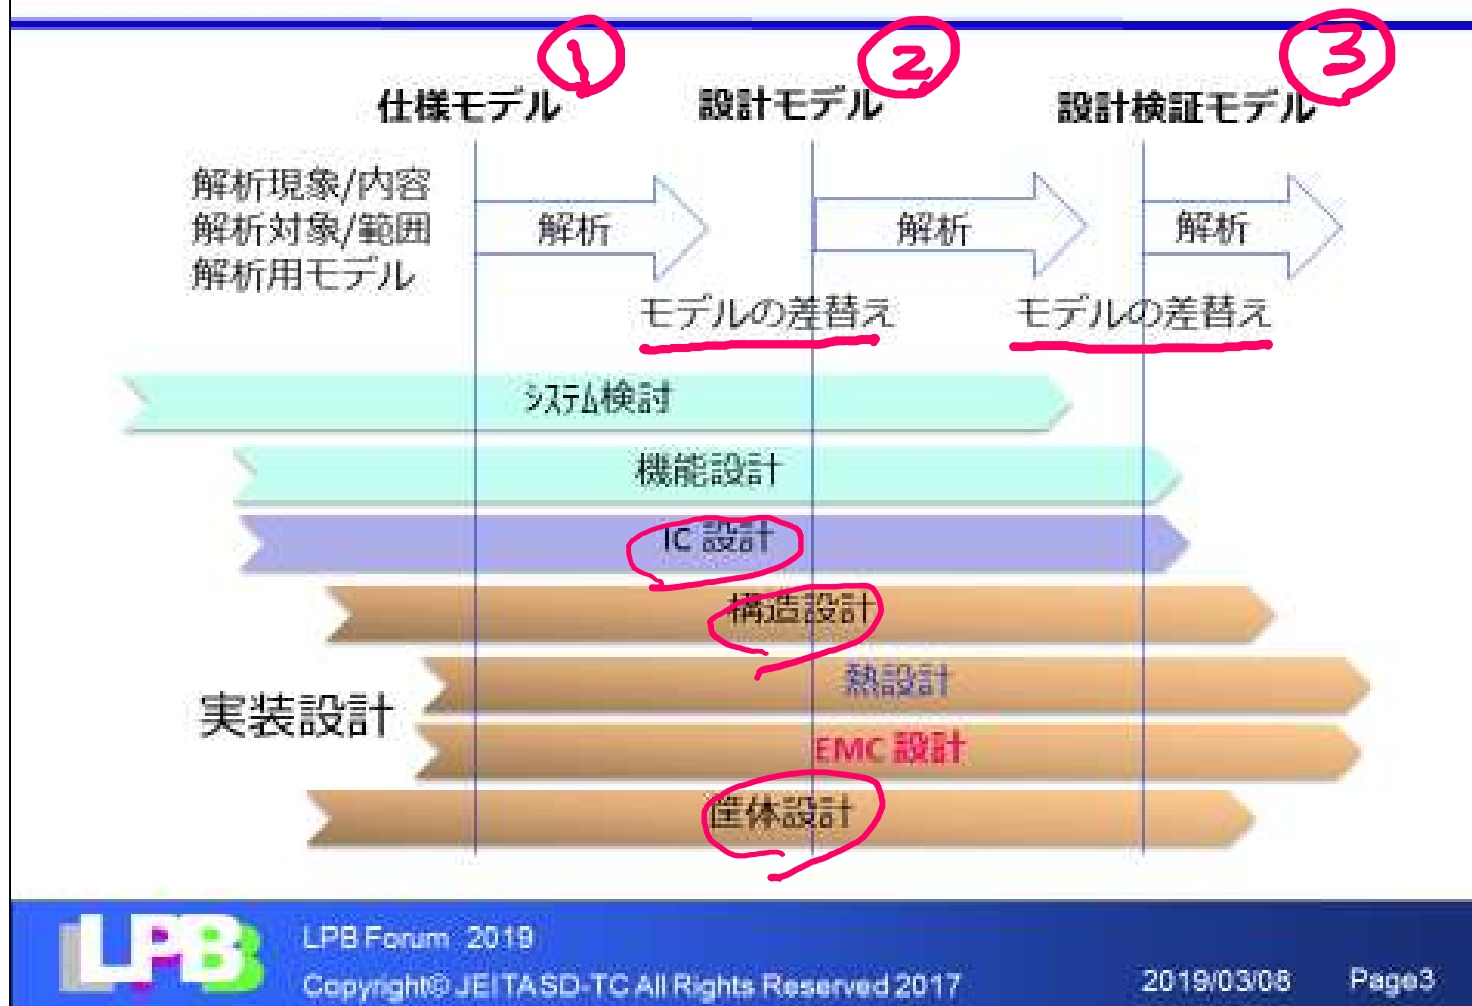 1
2
3
仕様モデル
設計モデル
設計検証モデル
解析現象/内容
解析対象/範囲
解析用モデル
解析
解析
解析
モデルの差替え
モデルの差替え
システム検討
機能設計
IC 設計
構造設計
熱設計
実装設計
EMC 設計
筐体設計
LPB
LPB Forum 2019
Copyright© JEITASD-TC All Rights Reserved 2017
2019/03/08
Page3